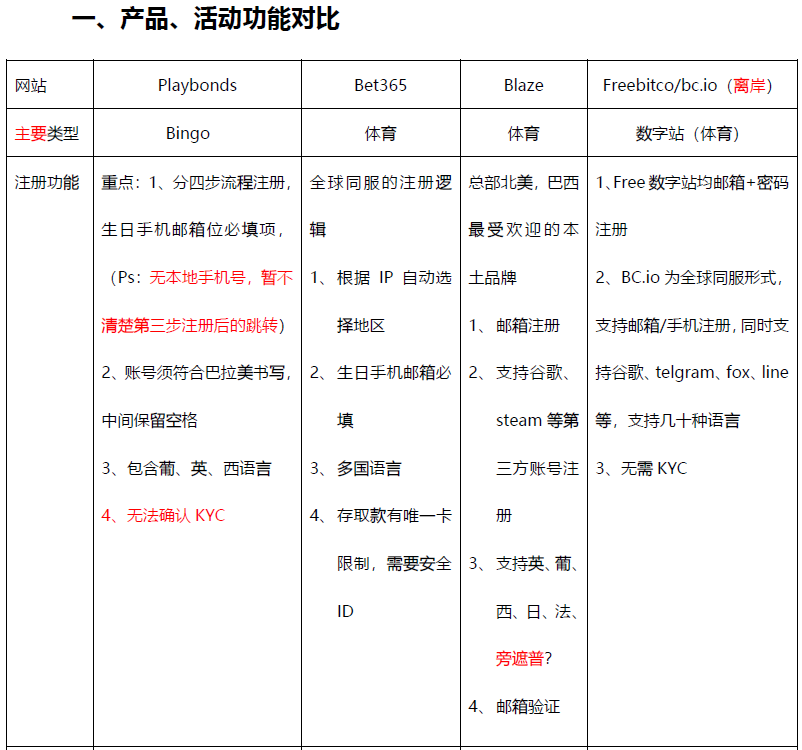 一、产品、活动功能对比
网站
Playbonds
Bet365
Blaze
Freebitco/bc.io（离岸）
主要类型
Bingo
体育
体育
数字站（体育）
注册功能
重点：1、分四步流程注册，
生日手机邮箱位必填项，
（Ps：无本地手机号，暂不
清楚第三步注册后的跳转）
2、账号须符合巴拉美书写，
中间保留空格
3、包含葡、英、西语言
4、无法确认 KYC
全球同服的注册逻
辑
1、根据 IP 自动选
择地区
2、生日手机邮箱必
填
3、多国语言
4、存取款有唯一卡
限制，需要安全
ID
总部北美，巴西
最受欢迎的本
土品牌
1、邮箱注册
2、支持谷歌、
steam 等第
三方账号注
册
3、支持英、葡、
西、日、法、
旁遮普?
4、邮箱验证
1、Free 数字站均邮箱+密码
注册
2、BC.io 为全球同服形式，
支持邮箱/手机注册，同时支
持谷歌、telgram、fox、line
等，支持几十种语言
3、无需 KYC